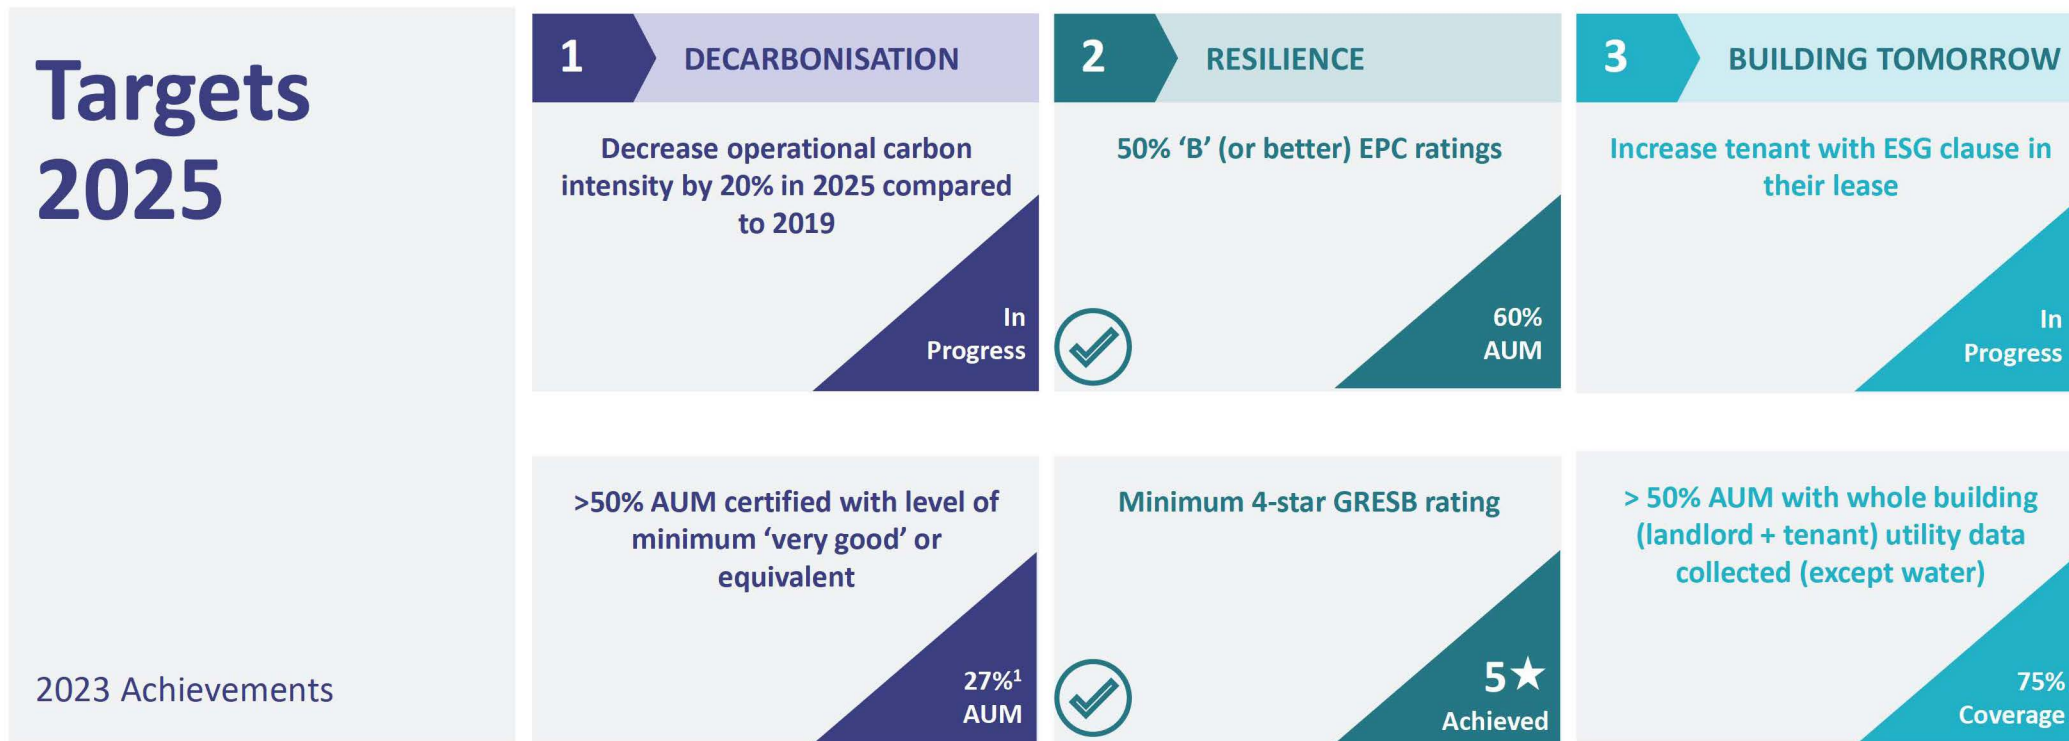 Targets
2025
2023 Achievements
1
DECARBONISATION
Decrease operational carbon
intensity by 20% in 2025 compared
to 2019
In
Progress
>50% AUM certified with level of
minimum ‘very good’ or
equivalent
27%¹
AUM
2
RESILIENCE
50% ‘B’ (or better) EPC ratings
60%
AUM
Minimum 4-star GRESB rating
5★
Achieved
3
BUILDING TOMORROW
Increase tenant with ESG clause in
their lease
In
Progress
> 50% AUM with whole building
(landlord + tenant) utility data
collected (except water)
75%
Coverage